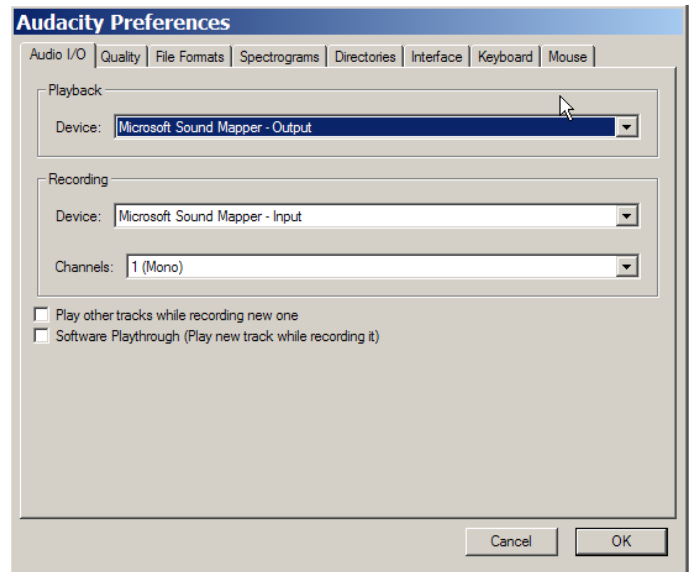 Audacity Preferences
Audio I/O Quality File Formats Spectrograms Directories Interface Keyboard Mouse
Playback
Device: Microsoft Sound Mapper - Output
Recording
Device: Microsoft Sound Mapper - Input
Channels: 1 (Mono)
Play other tracks while recording new one
Software Playthrough (Play new track while recording it)
Cancel OK